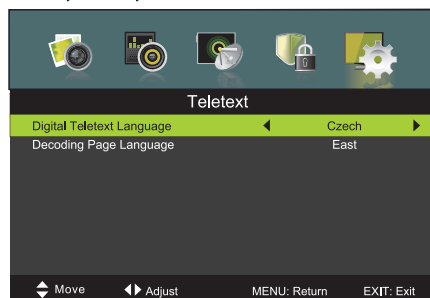 Teletext
Digital Teletext Language Czech
Decoding Page Language East
Move Adjust MENU: Return EXIT: Exit